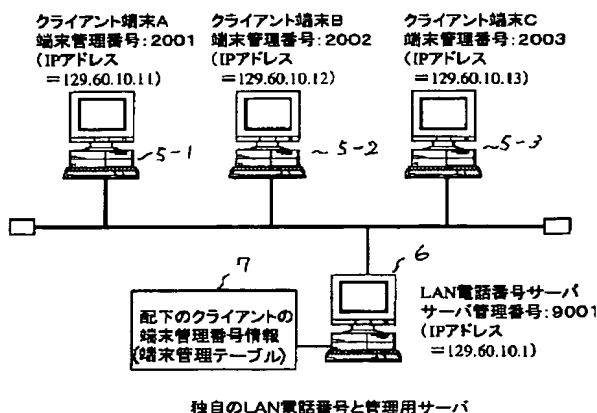 クライアント端末A
端末管理番号:2001
(IPアドレス
=129.60.10.11)
クライアント端末B
端末管理番号:2002
(IPアドレス
=129.60.10.12)
クライアント端末C
端末管理番号:2003
(IPアドレス
=129.60.10.13)
5-1
5-2
5-3
7
6
配下のクライアントの
端末管理番号情報
(端末管理テーブル)
LAN電話番号サーバ
サーバ管理番号:9001
(IPアドレス
=129.60.10.1)
独自のLAN電話番号と管理用サーバ